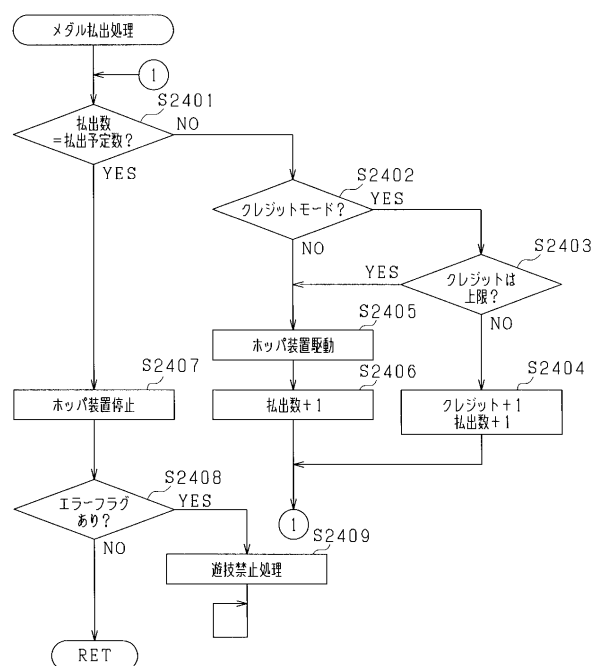 メダル払出処理
1
S2401
払出数
=払出予定数?
NO
YES
S2402
クレジットモード?
YES
NO
S2403
クレジットは
上限?
YES
NO
S2405
ホッパ装置駆動
S2407
ホッパ装置停止
S2406
払出数+1
S2404
クレジット+1
払出数+1
S2408
エラーフラグ
あり?
YES
NO
1
S2409
遊技禁止処理
RET